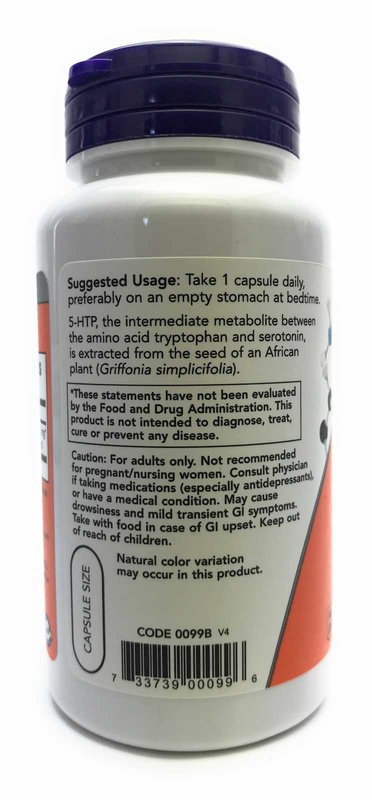 Suggested Usage: Take 1 capsule daily,
preferably on an empty stomach at bedtime.
5-HTP, the intermediate metabolite between
the amino acid tryptophan and serotonin,
is extracted from the seed of an African
plant (Griffonia simplicifolia).
*These statements have not been evaluated
by the Food and Drug Administration. This
product is not intended to diagnose, treat,
cure or prevent any disease.
Caution: For adults only. Not recommended
for pregnant/nursing women. Consult physician
if taking medications (especially antidepressants),
or have a medical condition. May cause
drowsiness and mild transient GI symptoms.
Take with food in case of GI upset. Keep out
of reach of children.
CAPSULE SIZE
Natural color variation
may occur in this product.
CODE 0099B V4
7 33739 00099 6